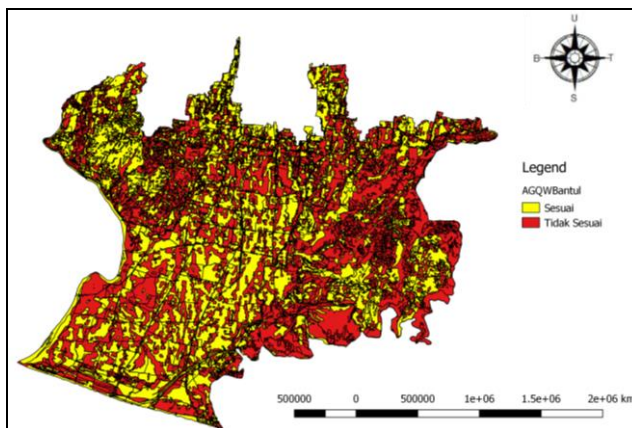 U
B T
S
Legend
AGQWBantul
Sesuai
Tidak Sesuai
500000 0 500000 1e+06 1.5e+06 2e+06 km